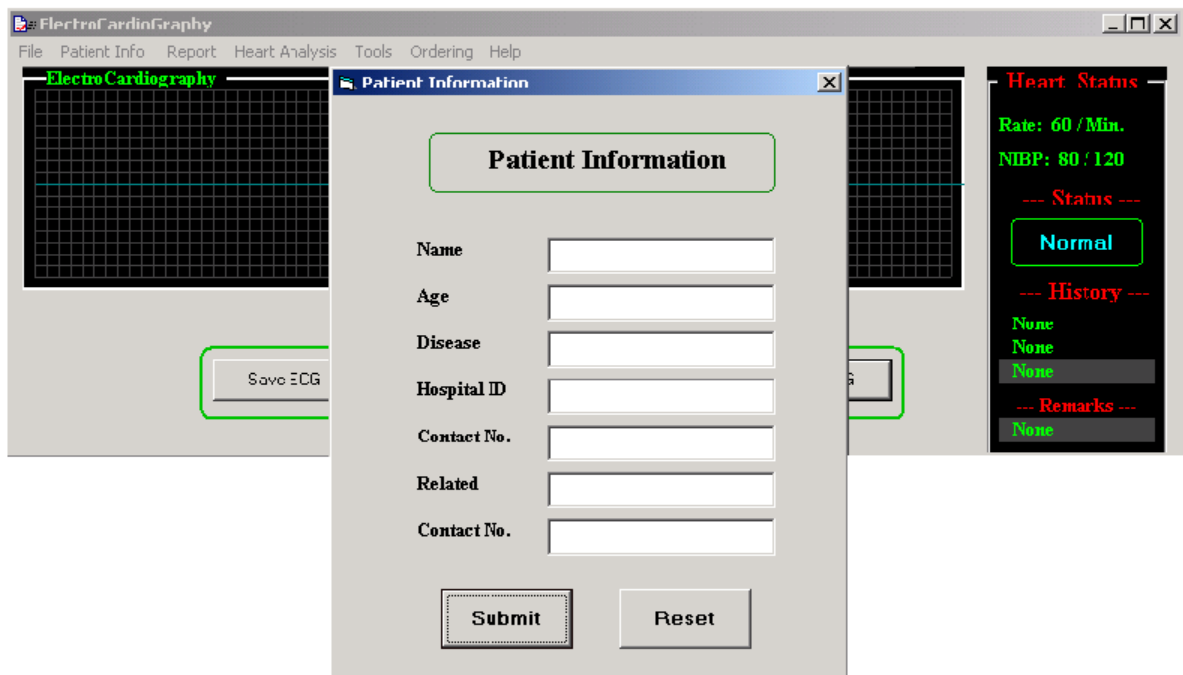 ElectroCardioGraphy
File Patient Info Report Heart Analysis Tools Ordering Help
ElectroCardiography
Patient Information
Patient Information
Name
Age
Disease
Hospital ID
Contact No.
Related
Contact No.
Submit Reset
Save ECG
Heart Status
Rate: 60 / Min.
NIBP: 80 / 120
--- Status ---
Normal
--- History ---
None
None
None
--- Remarks ---
None